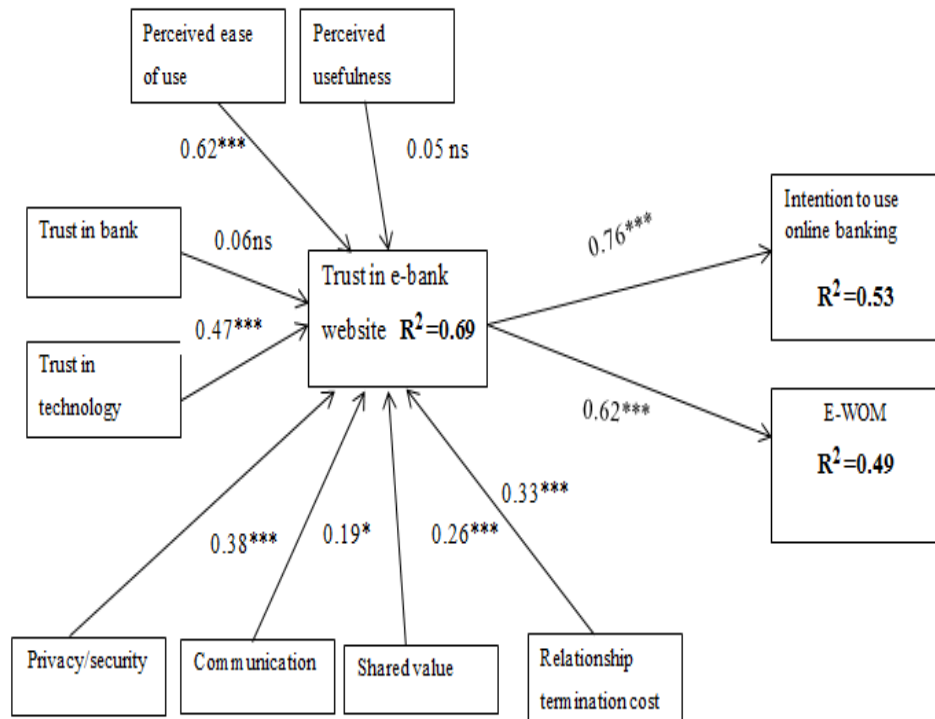 Perceived ease
of use
Perceived
usefulness
0.62***
0.05 ns
Trust in bank
0.06ns
Trust in
technology
0.47***
Trust in e-bank
website R²=0.69
0.76***
Intention to use
online banking
R²=0.53
0.62***
E-WOM
R²=0.49
0.38***
0.19*
0.26***
0.33***
Privacy/security
Communication
Shared value
Relationship
termination cost